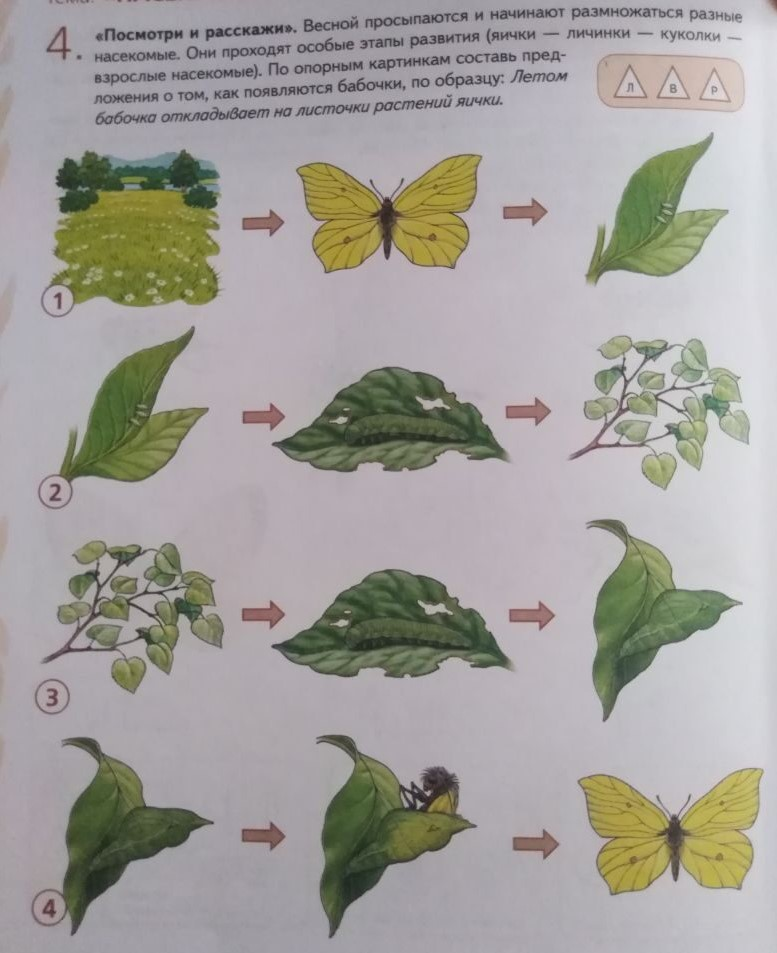 4. «Посмотри и расскажи». Весной просыпаются и начинают размножаться разные
насекомые. Они проходят особые этапы развития (яички — личинки — куколки —
взрослые насекомые). По опорным картинкам составь пред-
ложения о том, как появляются бабочки, по образцу: Летом
бабочка откладывает на листочки растений яички.
Л В Р
1
2
3
4